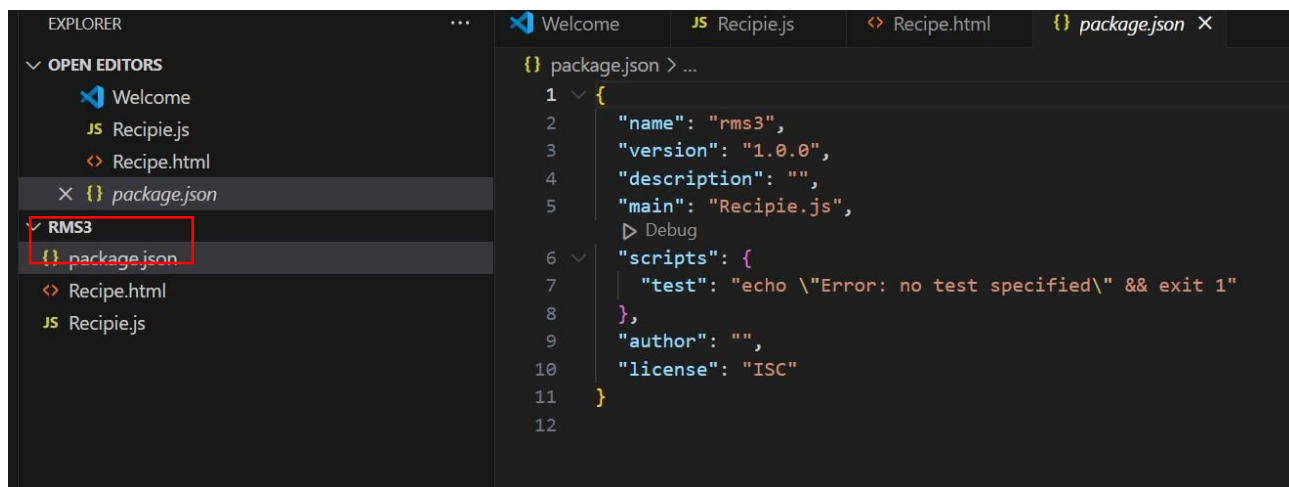 EXPLORER ...
OPEN EDITORS
Welcome
JS Recipie.js
<> Recipe.html
{} package.json
RMS3
{} package.json
<> Recipe.html
JS Recipie.js
Welcome JS Recipie.js <> Recipe.html {} package.json
{} package.json > ...
1 {
2 "name": "rms3",
3 "version": "1.0.0",
4 "description": "",
5 "main": "Recipie.js",
Debug
6 "scripts": {
7 "test": "echo \"Error: no test specified\" && exit 1"
8 },
9 "author": "",
10 "license": "ISC"
11 }
12